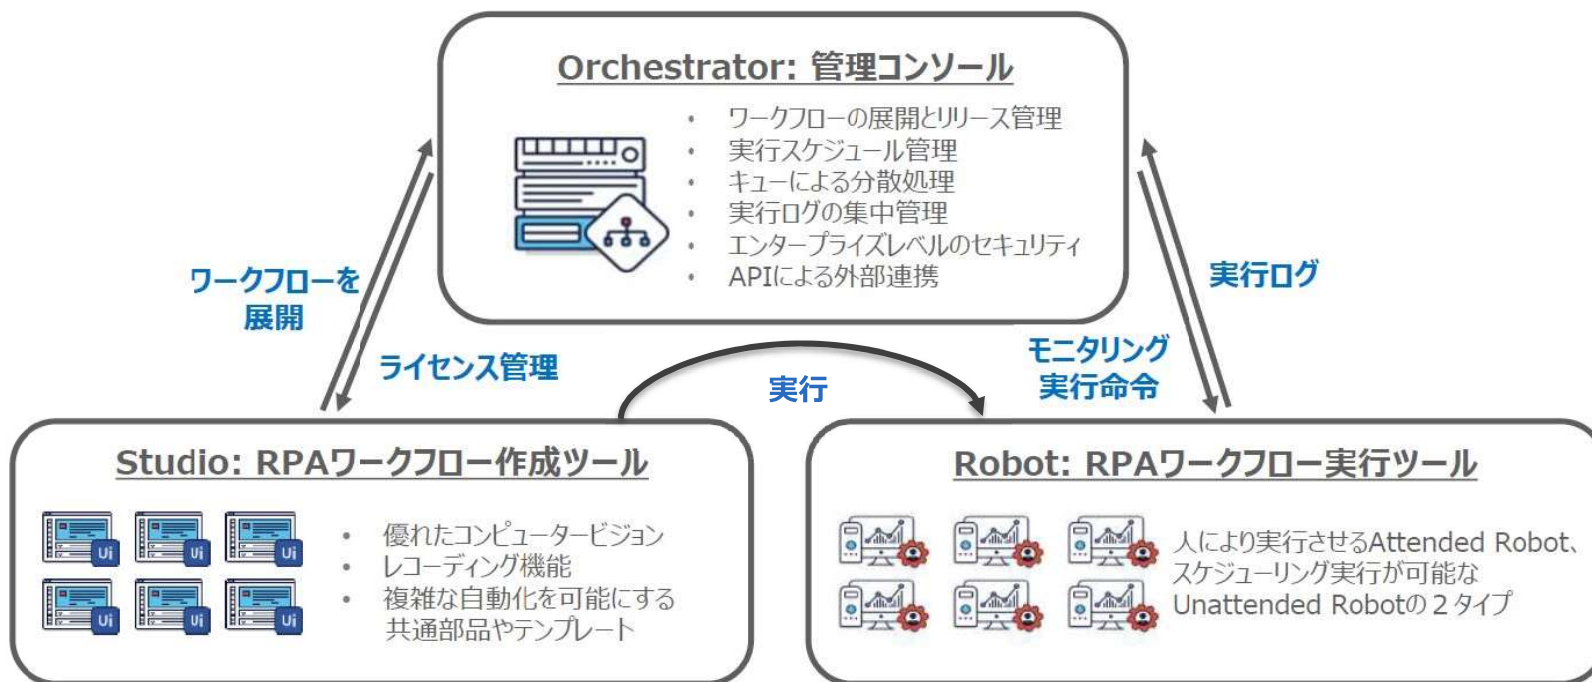 Orchestrator: 管理コンソール
• ワークフローの展開とリリース管理
• 実行スケジュール管理
• キューによる分散処理
• 実行ログの集中管理
• エンタープライズレベルのセキュリティ
• APIによる外部連携
ワークフローを
展開
ライセンス管理
実行
実行ログ
モニタリング
実行命令
Studio: RPAワークフロー作成ツール
Ui Ui Ui
Ui Ui Ui
• 優れたコンピュータービジョン
• レコーディング機能
• 複雑な自動化を可能にする
共通部品やテンプレート
Robot: RPAワークフロー実行ツール
人により実行させるAttended Robot、
スケジューリング実行が可能な
Unattended Robotの２タイプ